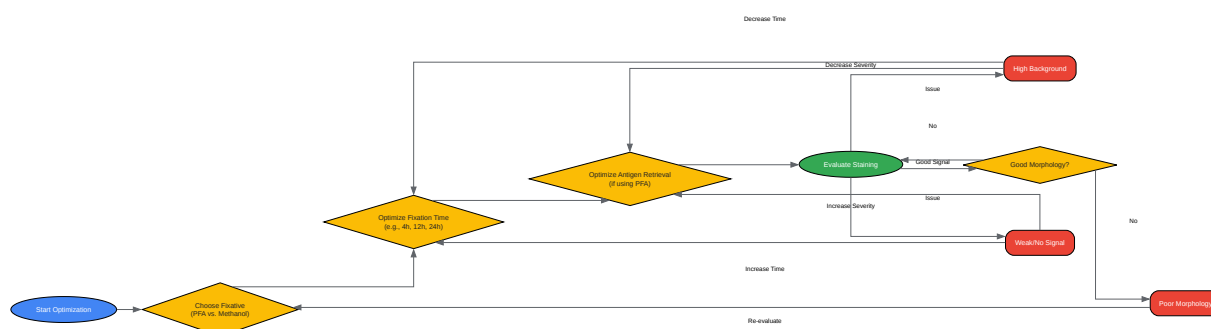 Decrease Time
High Background
Decrease Severity
Issue
No
Evaluate Staining
Good Signal
Good Morphology?
Optimize Antigen Retrieval
(if using PFA)
Increase Severity
Issue
Optimize Fixation Time
(e.g., 4h, 12h, 24h)
No
Weak/No Signal
Increase Time
Start Optimization
Choose Fixative
(PFA vs. Methanol)
Poor Morphology
Re-evaluate